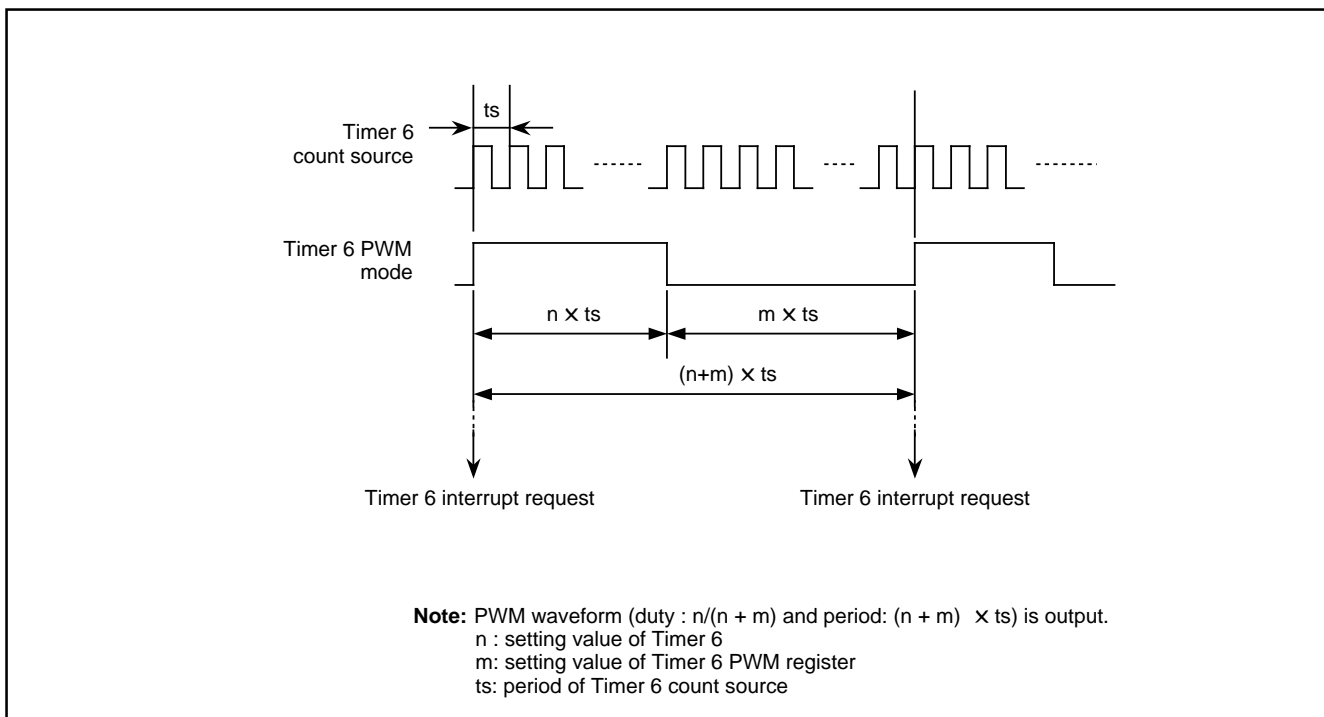 ts
Timer 6
count source
Timer 6 PWM
mode
n × ts
m × ts
(n+m) × ts
Timer 6 interrupt request
Timer 6 interrupt request
Note: PWM waveform (duty : n/(n + m) and period: (n + m) × ts) is output.
n : setting value of Timer 6
m: setting value of Timer 6 PWM register
ts: period of Timer 6 count source